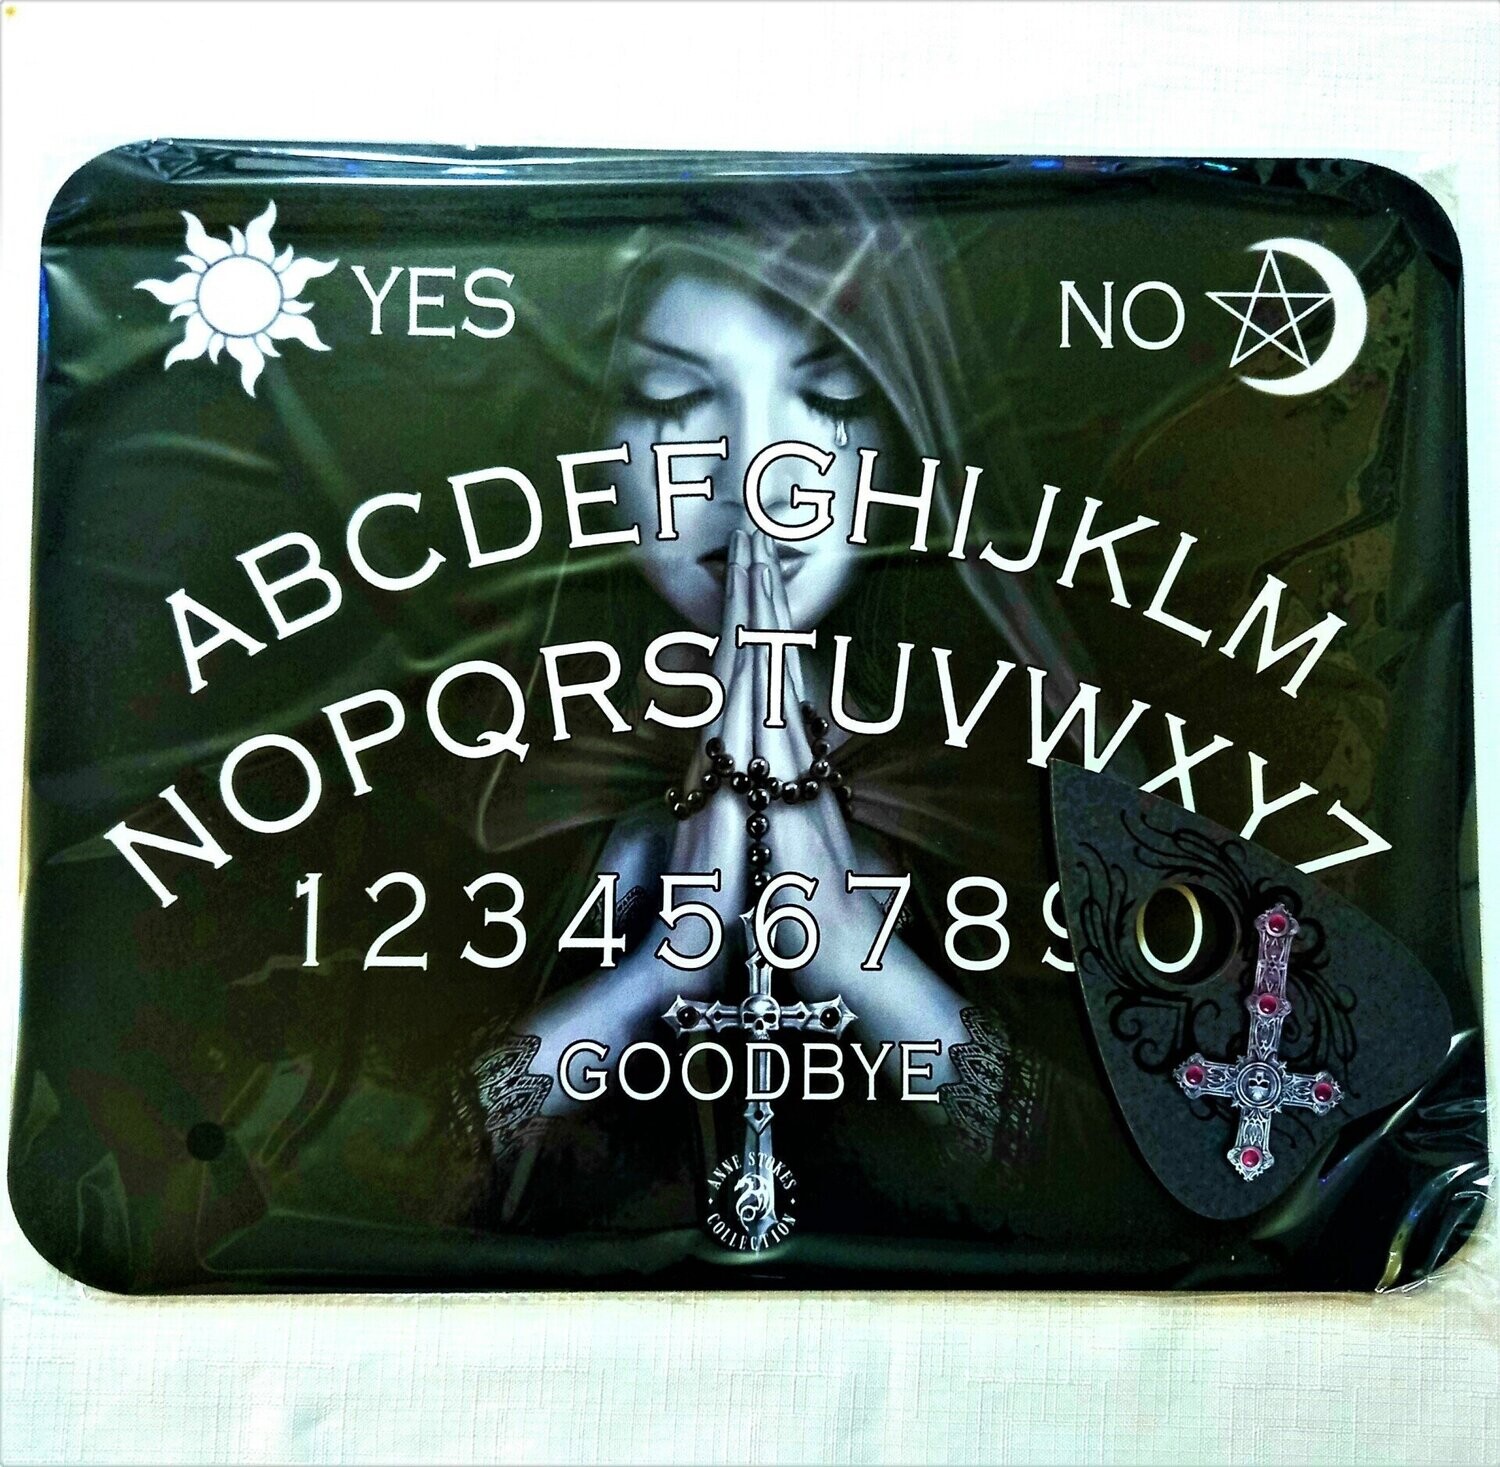 YES
NO
ABCDEFGHIJKLM
NOPQRSTUVWXYZ
1234567890
GOODBYE
ANNE STOKES
COLLECTION